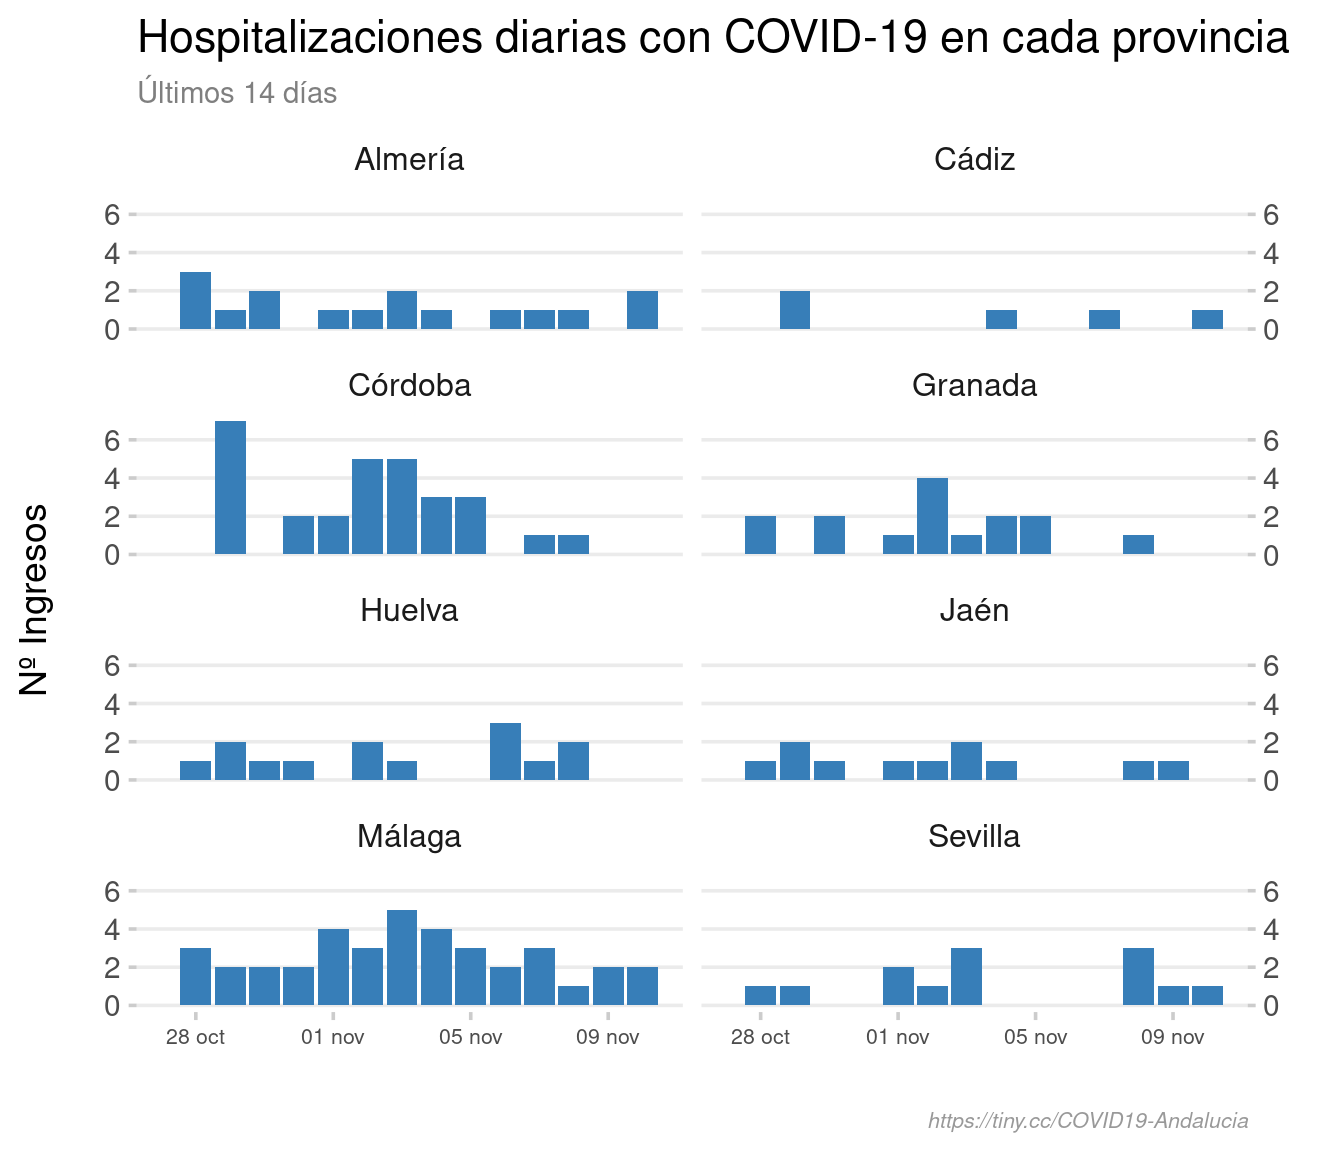 Hospitalizaciones diarias con COVID-19 en cada provincia
Últimos 14 días
Almería Cádiz
6 6
4 4
2 2
0 0
Córdoba Granada
6 6
4 4
2 2
0 0
Nº Ingresos
Huelva Jaén
6 6
4 4
2 2
0 0
Málaga Sevilla
6 6
4 4
2 2
0 0
28 oct 01 nov 05 nov 09 nov 28 oct 01 nov 05 nov 09 nov
https://tiny.cc/COVID19-Andalucia